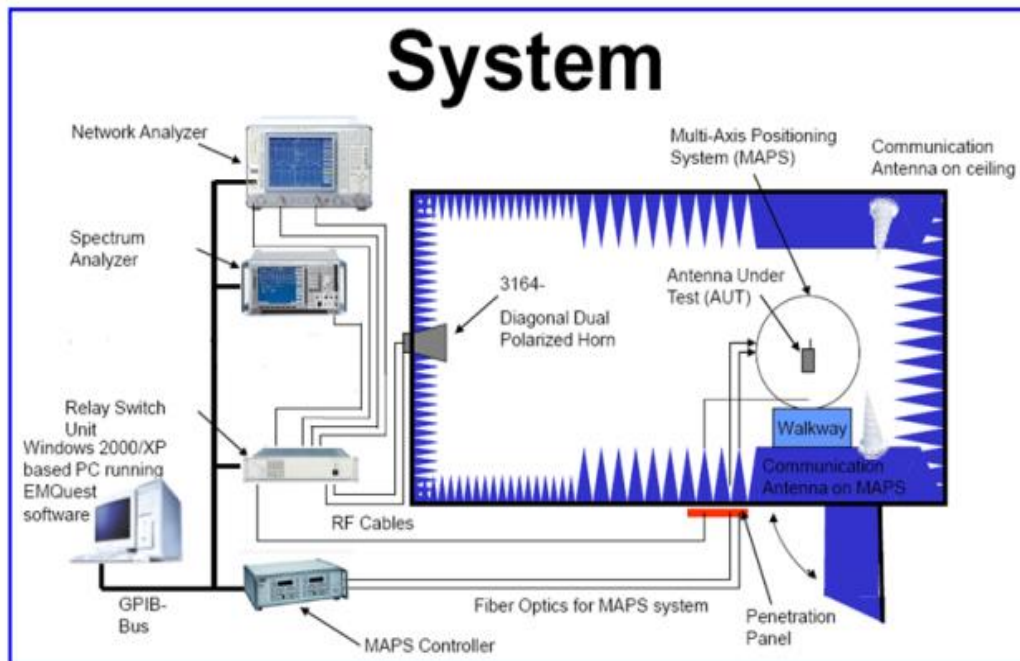 System
Network Analyzer
Multi-Axis Positioning
System (MAPS)
Communication
Antenna on ceiling
Spectrum
Analyzer
3164-
Diagonal Dual
Polarized Horn
Antenna Under
Test (AUT)
Relay Switch
Unit
Windows 2000/XP
based PC running
EMQuest
software
Walkway
Communication
Antenna on MAPS
RF Cables
GPIB-
Bus
MAPS Controller
Fiber Optics for MAPS system
Penetration
Panel